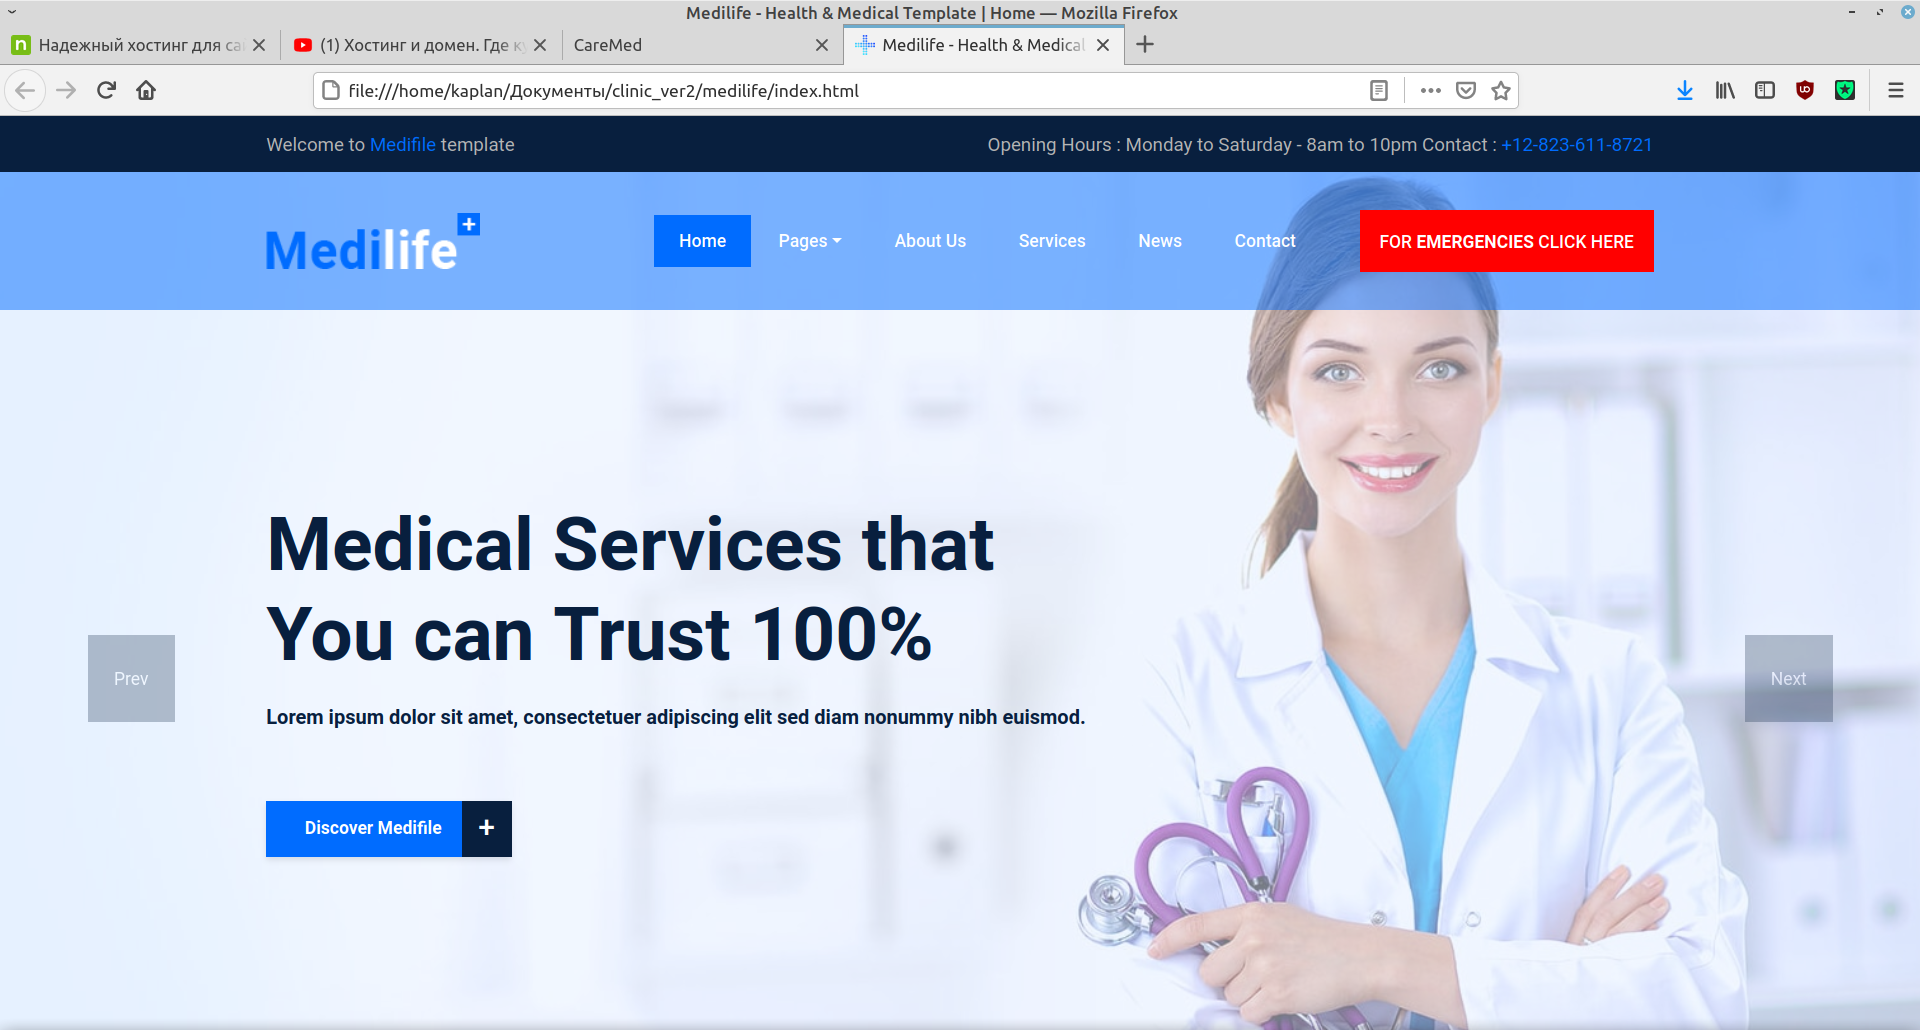 Medilife - Health & Medical Template | Home — Mozilla Firefox
Надежный хостинг для са
(1) Хостинг и домен. Где к
CareMed
Medilife - Health & Medical
file:///home/kaplan/Документы/clinic_ver2/medilife/index.html
Welcome to Medifile template
Opening Hours : Monday to Saturday - 8am to 10pm Contact : +12-823-611-8721
Medilife+
Home
Pages
About Us
Services
News
Contact
FOR EMERGENCIES CLICK HERE
Medical Services that
You can Trust 100%
Prev
Next
Lorem ipsum dolor sit amet, consectetuer adipiscing elit sed diam nonummy nibh euismod.
Discover Medifile +